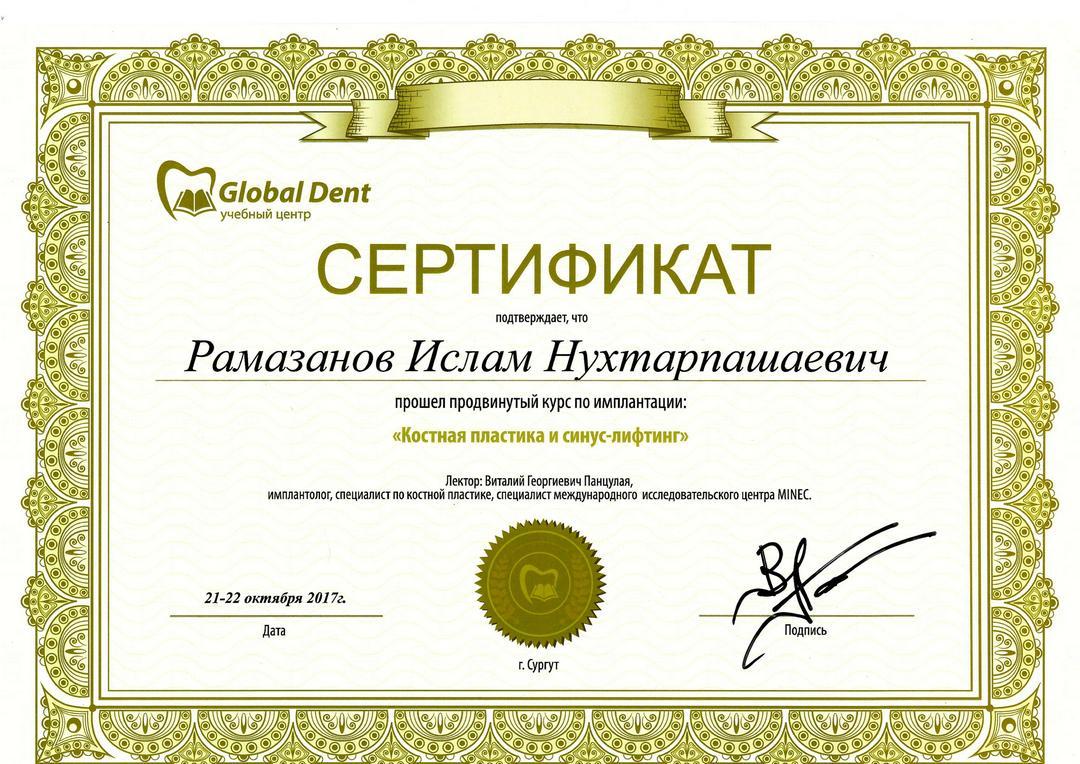 Global Dent
учебный центр
СЕРТИФИКАТ
подтверждает, что
Рамазанов Ислам Нухтарпашаевич
прошел продвинутый курс по имплантации:
«Костная пластика и синус-лифтинг»
Лектор: Виталий Георгиевич Панцулая,
имплантолог, специалист по костной пластике, специалист международного исследовательского центра MINEC.
21-22 октября 2017г.
Дата
Подпись
г. Сургут